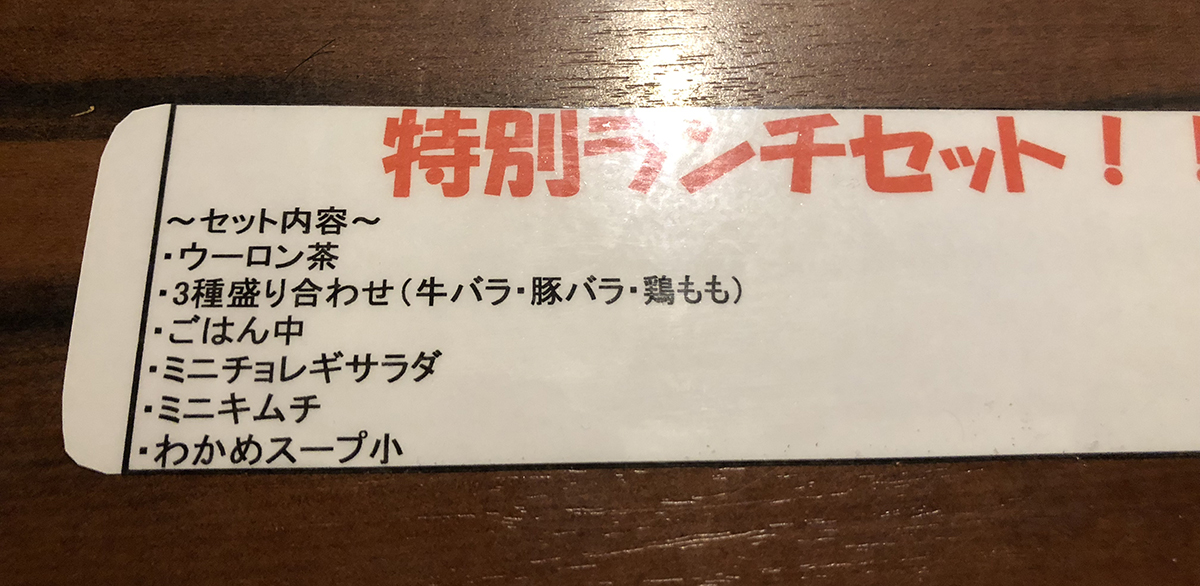 特別ランチセット！！
～セット内容～
・ウーロン茶
・3種盛り合わせ（牛バラ・豚バラ・鶏もも）
・ごはん中
・ミニチョレギサラダ
・ミニキムチ
・わかめスープ小